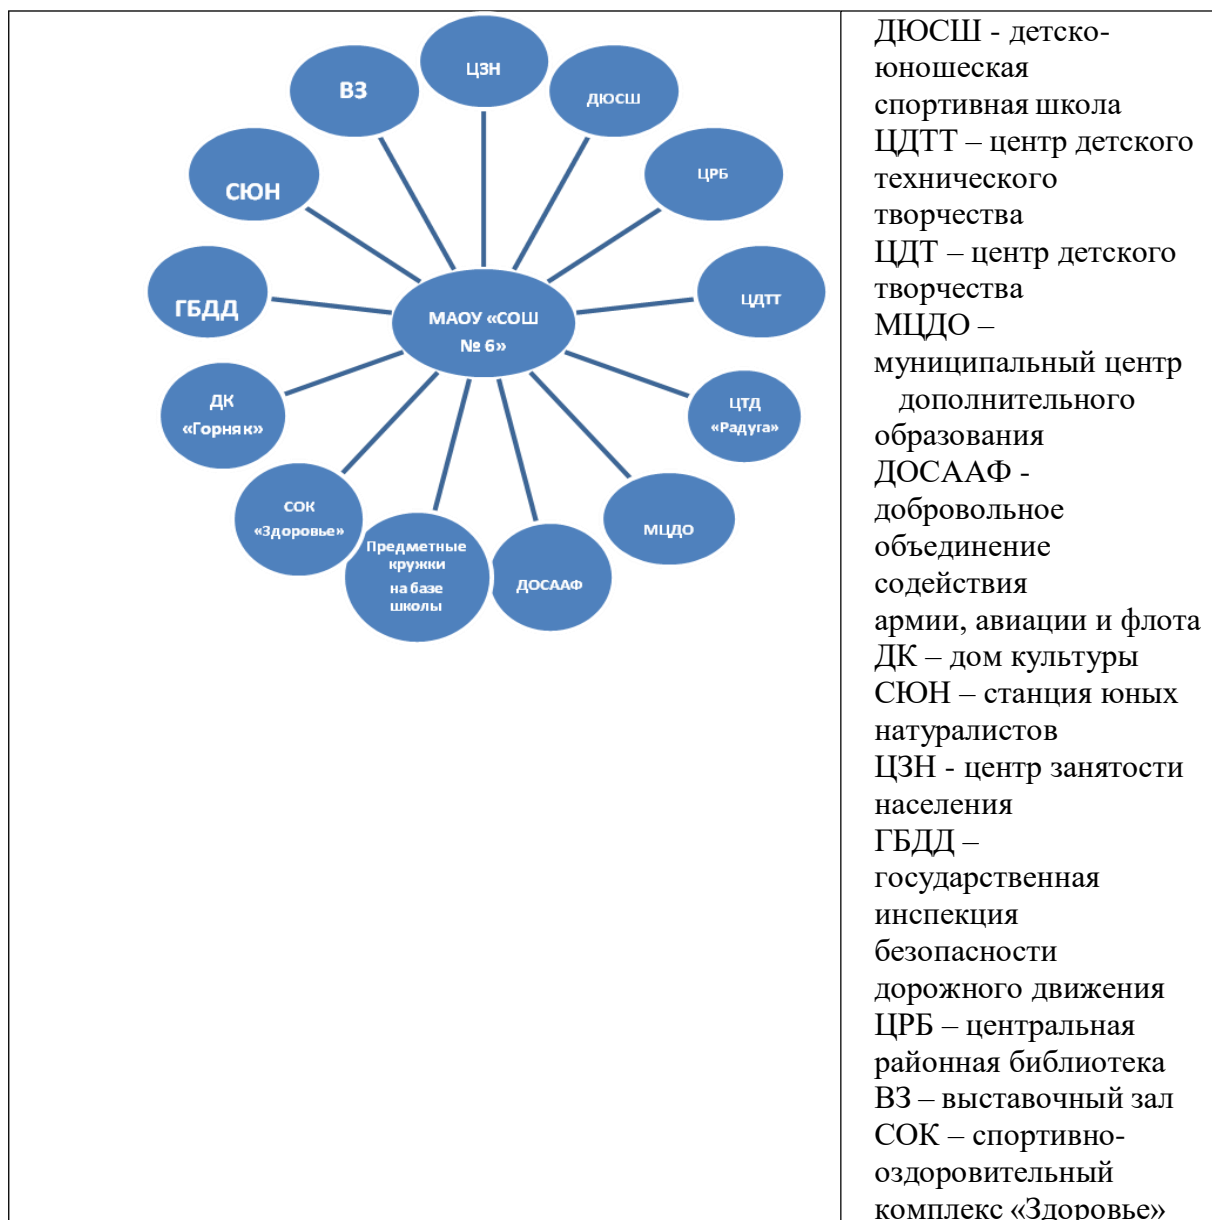 ЦЗН
ВЗ
ДЮСШ
СЮН
ЦРБ
ГБДД
ЦДТТ
МАОУ «СОШ
№ 6»
ДК
«Горняк»
ЦТД
«Радуга»
СОК
«Здоровье»
МЦДО
Предметные
кружки
на базе
школы
ДОСААФ
ДЮСШ - детско-
юношеская
спортивная школа
ЦДТТ – центр детского
технического
творчества
ЦДТ – центр детского
творчества
МЦДО –
муниципальный центр
дополнительного
образования
ДОСААФ -
добровольное
объединение
содействия
армии, авиации и флота
ДК – дом культуры
СЮН – станция юных
натуралистов
ЦЗН - центр занятости
населения
ГБДД –
государственная
инспекция
безопасности
дорожного движения
ЦРБ – центральная
районная библиотека
ВЗ – выставочный зал
СОК – спортивно-
оздоровительный
комплекс «Здоровье»